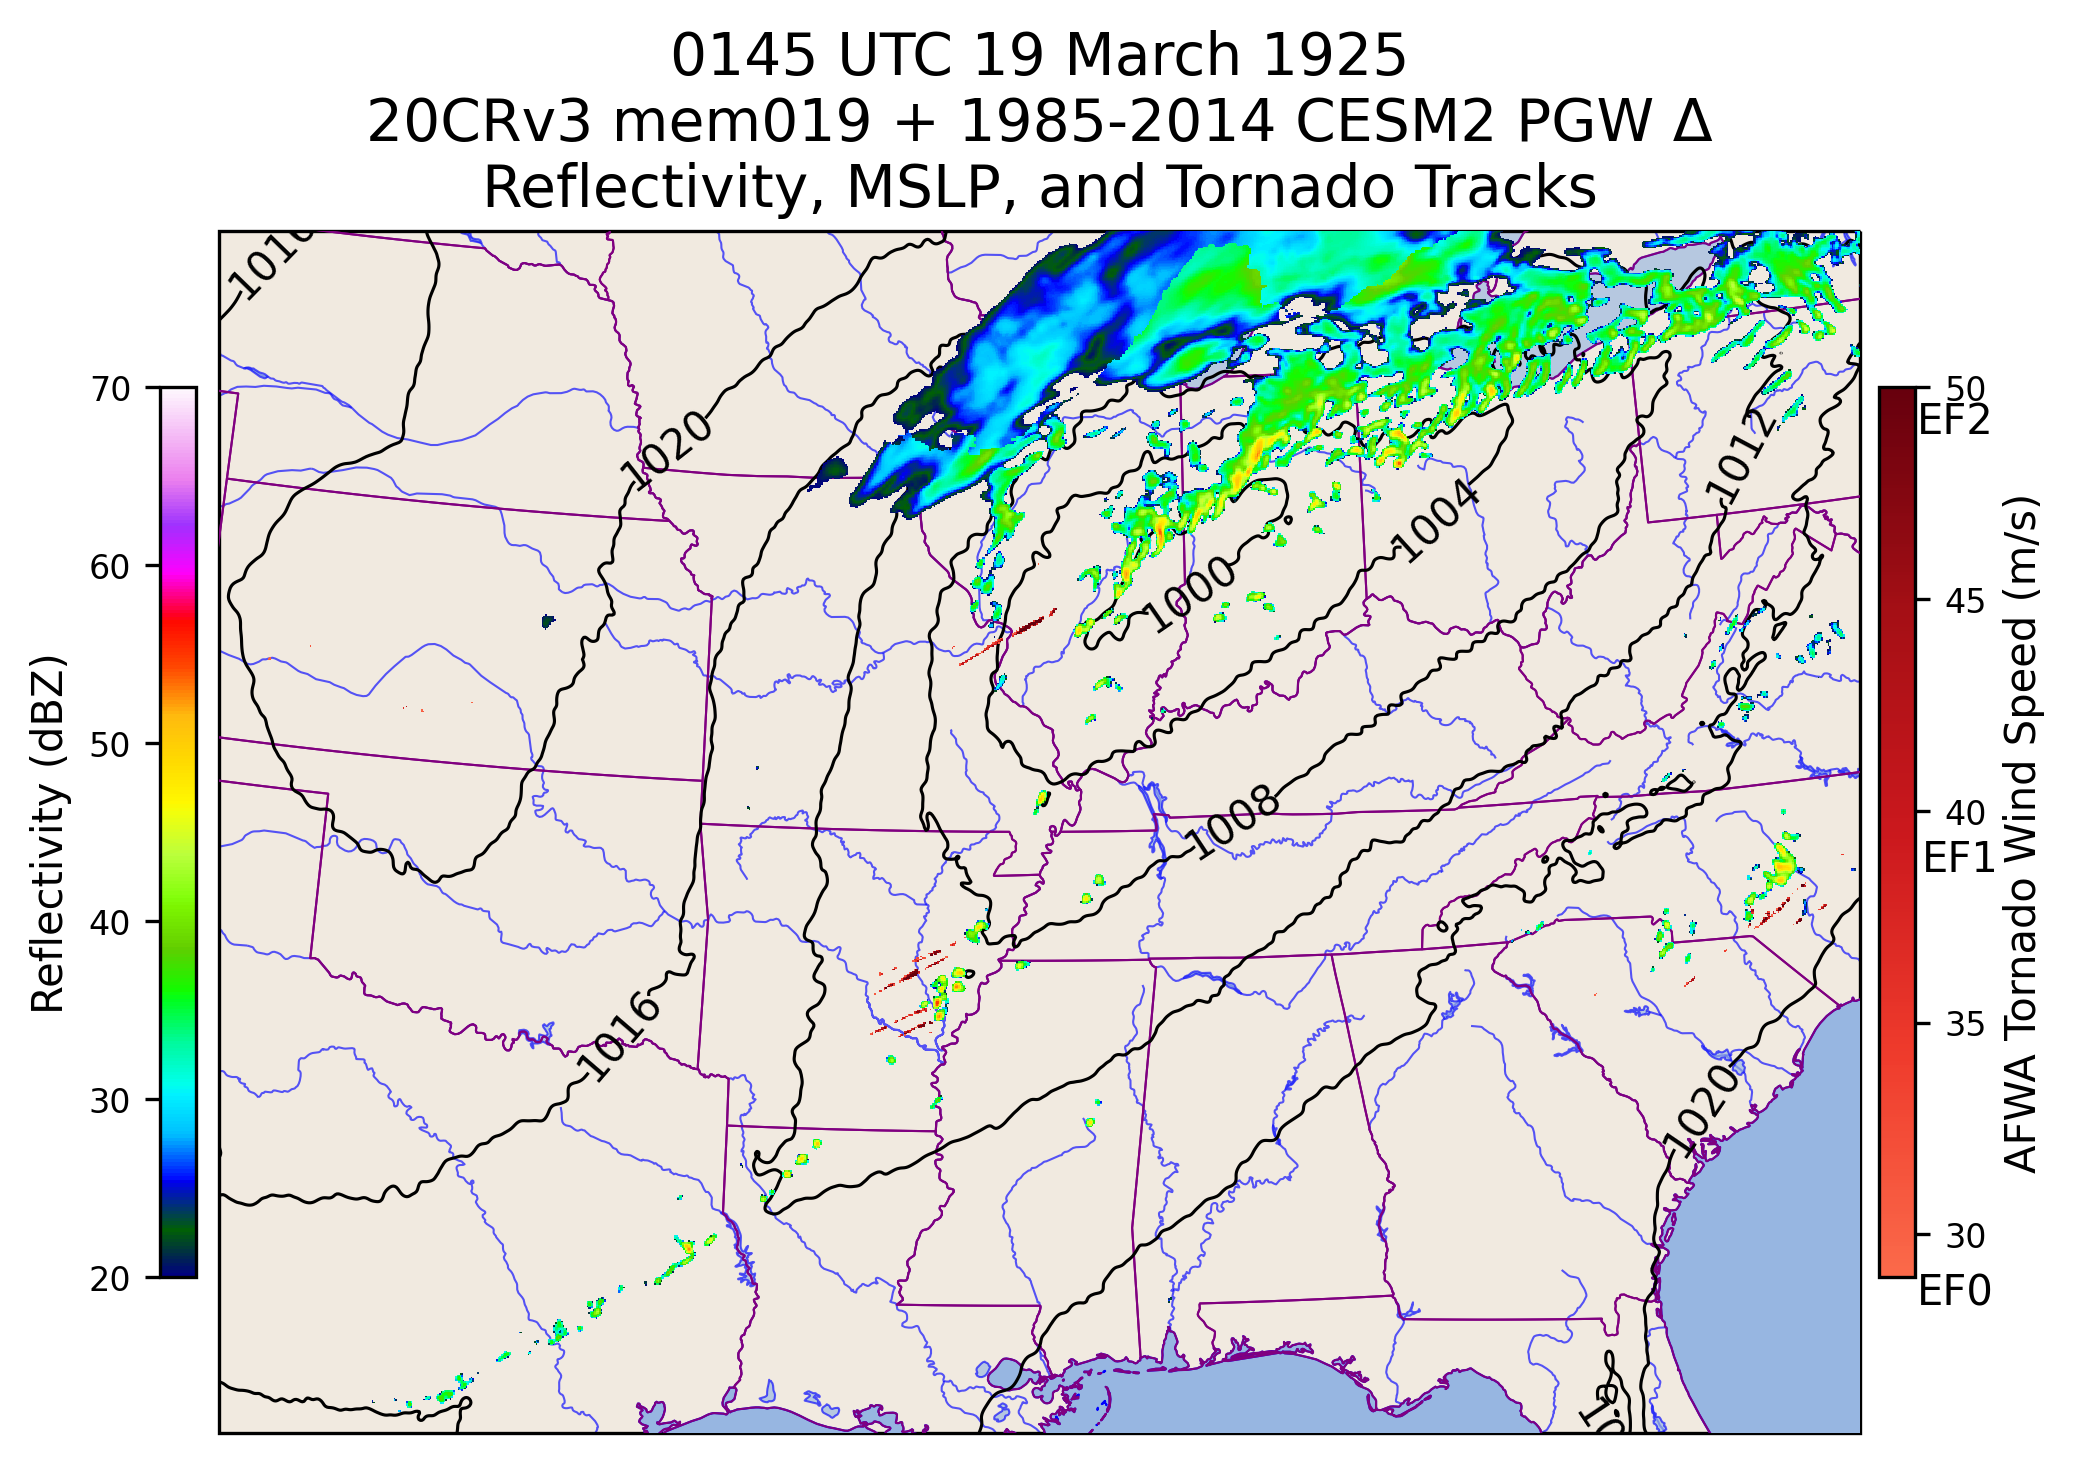 0145 UTC 19 March 1925
20CRv3 mem019 + 1985-2014 CESM2 PGW Δ
Reflectivity, MSLP, and Tornado Tracks
1016
1020
1012
1004
1000
1008
1016
1020
10
70
60
50
40
30
20
Reflectivity (dBZ)
50
EF2
45
40
EF1
35
30
EF0
AFWA Tornado Wind Speed (m/s)